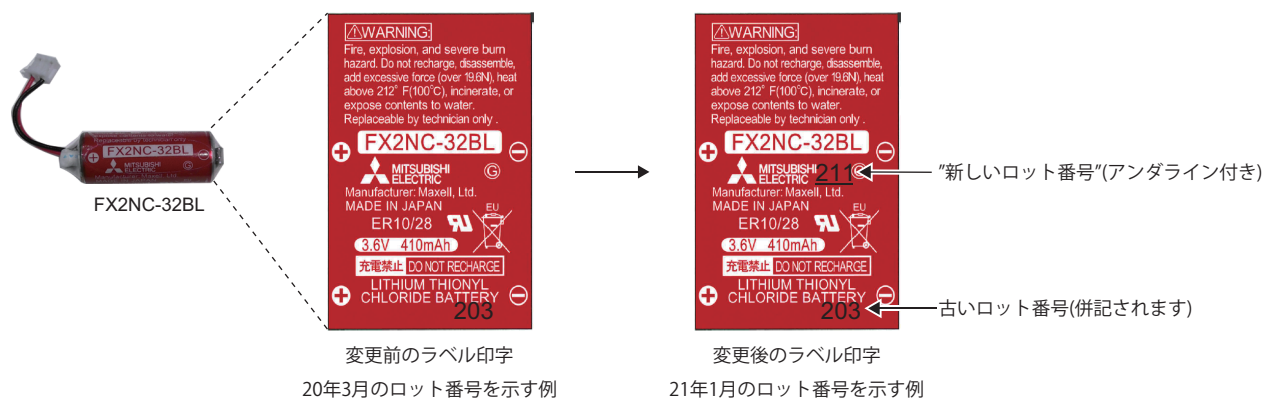 Replaceable by technician only .
FX2NC-32BL
MITSUBISHI
ELECTRIC
G
Manufacturer: Maxell, Ltd.
FX2NC-32BL
WARNING:
Fire, explosion, and severe burn
hazard. Do not recharge, disassemble,
add excessive force (over 19.6N), heat
above 212° F(100℃), incinerate, or
expose contents to water.
Replaceable by technician only .
FX2NC-32BL
MITSUBISHI
ELECTRIC
G
Manufacturer: Maxell, Ltd.
MADE IN JAPAN
EU
ER10/28
3.6V 410mAh
充電禁止 DO NOT RECHARGE
LITHIUM THIONYL
CHLORIDE BATTERY
203
変更前のラベル印字
20年3月のロット番号を示す例
WARNING:
Fire, explosion, and severe burn
hazard. Do not recharge, disassemble,
add excessive force (over 19.6N), heat
above 212° F(100℃), incinerate, or
expose contents to water.
Replaceable by technician only .
FX2NC-32BL
MITSUBISHI
ELECTRIC
211
G
Manufacturer: Maxell, Ltd.
MADE IN JAPAN
EU
ER10/28
3.6V 410mAh
充電禁止 DO NOT RECHARGE
LITHIUM THIONYL
CHLORIDE BATTERY
203
変更後のラベル印字
21年1月のロット番号を示す例
"新しいロット番号"(アンダライン付き)
古いロット番号(併記されます)